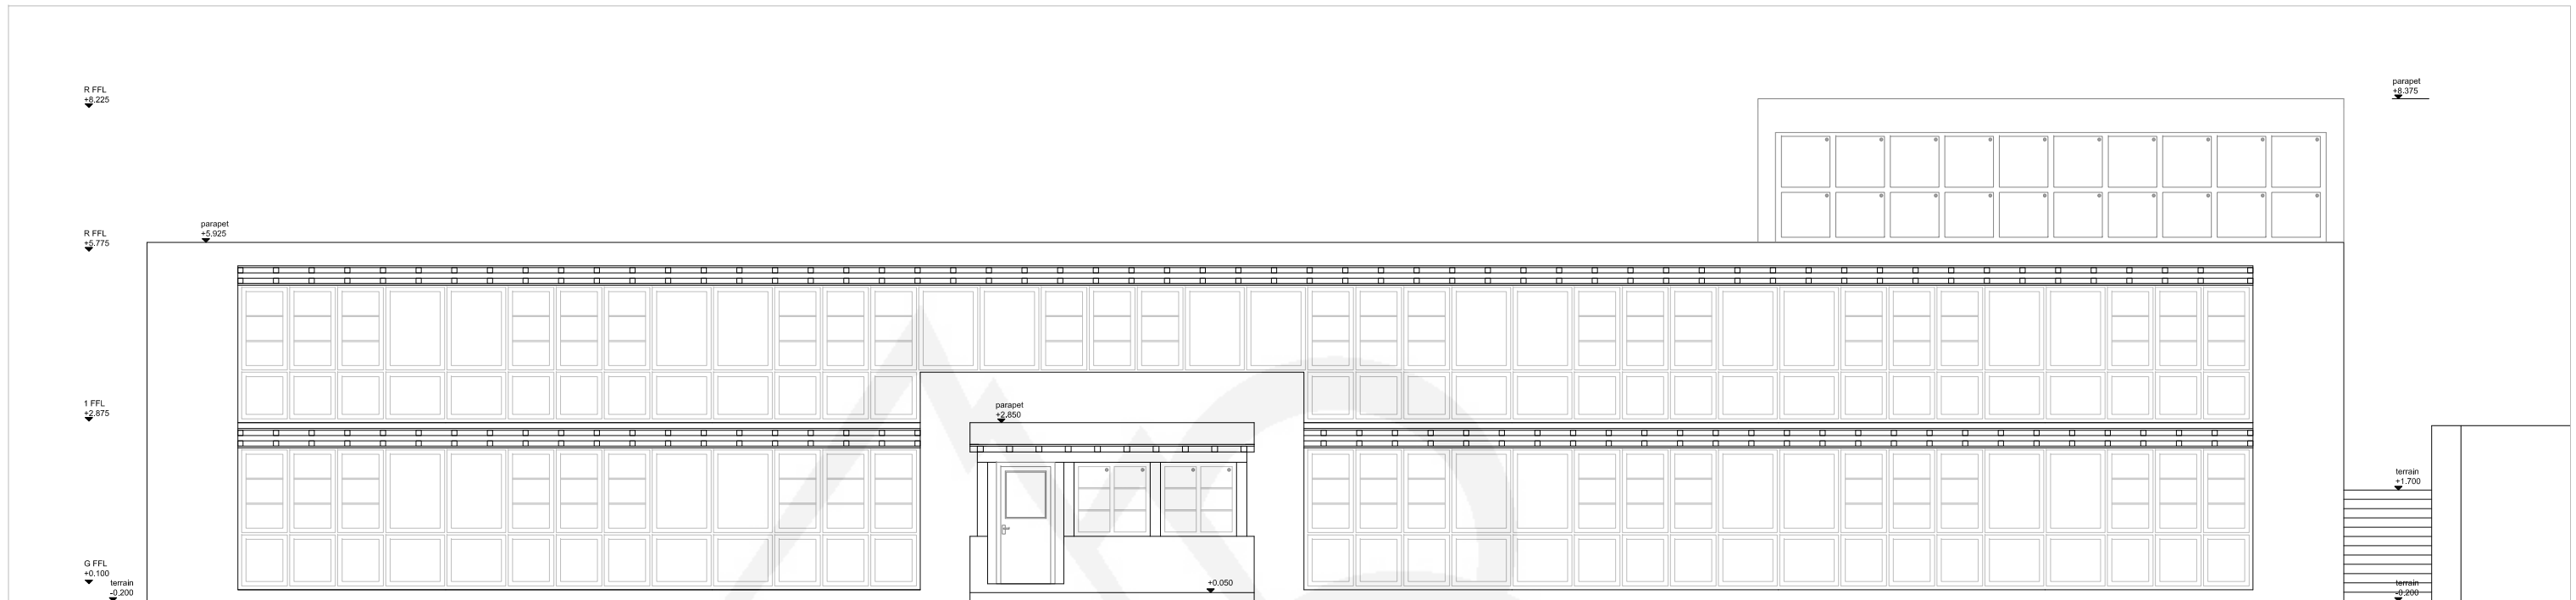 R FFL
+8.225
parapet
+8.375
parapet
+5.925
R FFL
+5.775
1 FFL
+2.875
parapet
+2.850
terrain
+1.700
G FFL
+0.100
terrain
-0.200
+0.050
terrain
-0.200